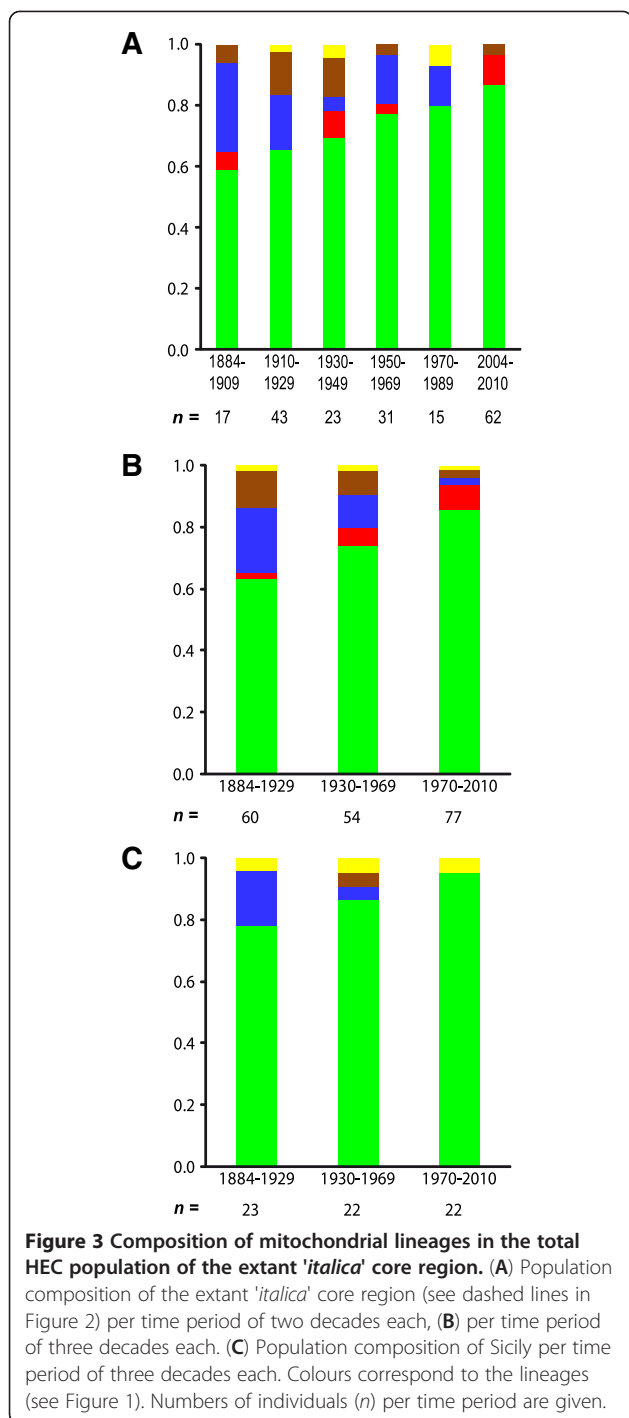 A
1.0
0.8
0.6
0.4
0.2
0.0
1884- 1910- 1930- 1950- 1970- 2004-
1909 1929 1949 1969 1989 2010
n = 17 43 23 31 15 62
B
1.0
0.8
0.6
0.4
0.2
0.0
1884-1929 1930-1969 1970-2010
n = 60 54 77
C
1.0
0.8
0.6
0.4
0.2
0.0
1884-1929 1930-1969 1970-2010
n = 23 22 22
Figure 3 Composition of mitochondrial lineages in the total
HEC population of the extant 'italica' core region. (A) Population
composition of the extant 'italica' core region (see dashed lines in
Figure 2) per time period of two decades each, (B) per time period
of three decades each. (C) Population composition of Sicily per time
period of three decades each. Colours correspond to the lineages
(see Figure 1). Numbers of individuals (n) per time period are given.